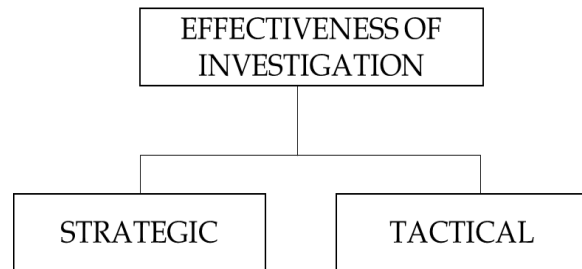 EFFECTIVENESS OF
INVESTIGATION
STRATEGIC
TACTICAL